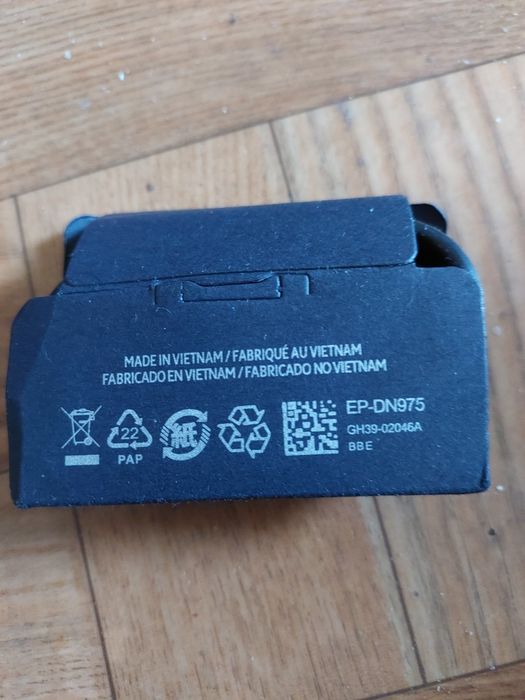 MADE IN VIETNAM / FABRIQUÉ AU VIETNAM
FABRICADO EN VIETNAM / FABRICADO NO VIETNAM
22
PAP
紙
EP-DN975
GH39-02046A
BBE